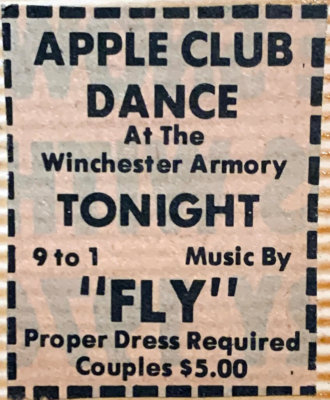 APPLE CLUB
DANCE
At The
Winchester Armory
TONIGHT
9 to 1 Music By
"FLY"
Proper Dress Required
Couples $5.00